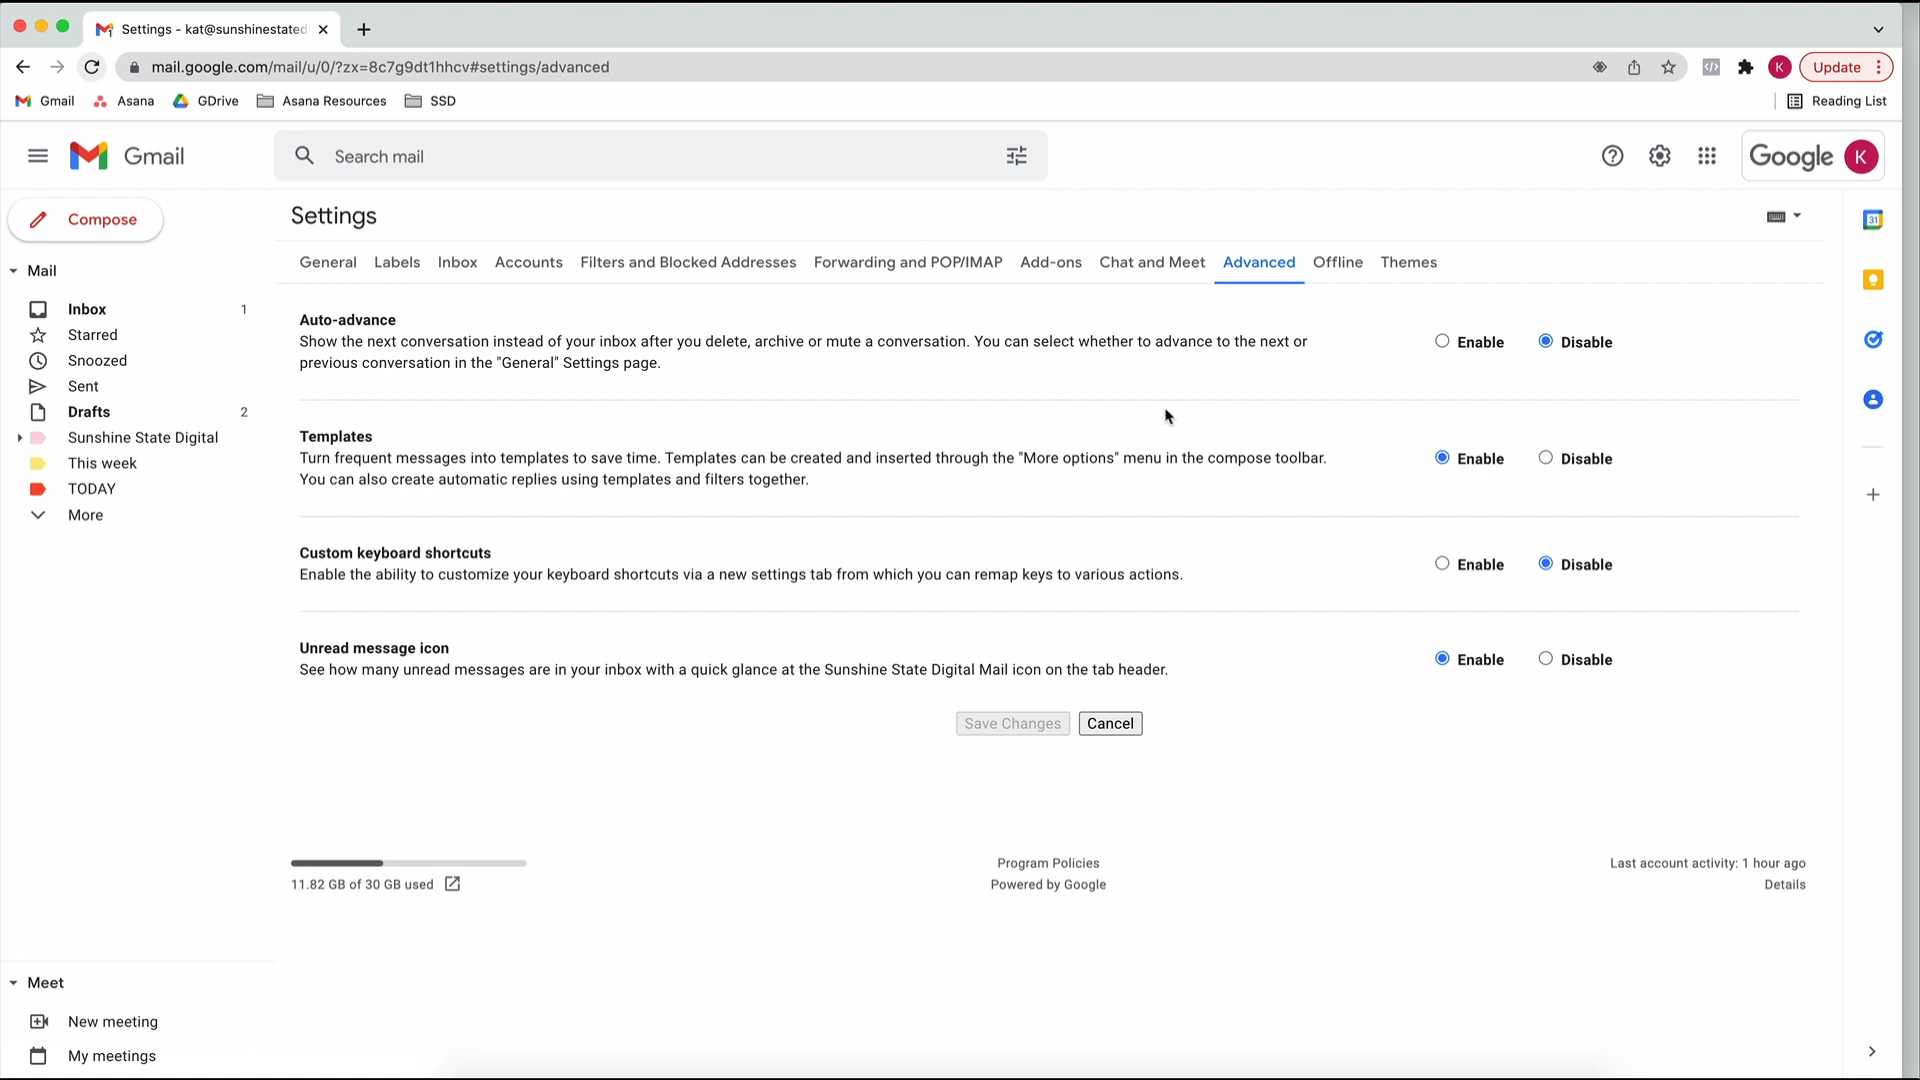 Settings - kat@sunshinestated
mail.google.com/mail/u/0/?zx=8c7g9dt1hhcv#settings/advanced
K
Update
Gmail
Asana
GDrive
Asana Resources
SSD
Reading List
Gmail
Search mail
Google
K
Compose
Settings
31
General
Labels
Inbox
Accounts
Filters and Blocked Addresses
Forwarding and POP/IMAP
Add-ons
Chat and Meet
Advanced
Offline
Themes
Mail
Inbox
1
Starred
Snoozed
Sent
Drafts
2
Sunshine State Digital
This week
TODAY
More
Auto-advance
Show the next conversation instead of your inbox after you delete, archive or mute a conversation. You can select whether to advance to the next or
previous conversation in the "General" Settings page.
Enable
Disable
Templates
Turn frequent messages into templates to save time. Templates can be created and inserted through the "More options" menu in the compose toolbar.
You can also create automatic replies using templates and filters together.
Enable
Disable
Custom keyboard shortcuts
Enable the ability to customize your keyboard shortcuts via a new settings tab from which you can remap keys to various actions.
Enable
Disable
Unread message icon
See how many unread messages are in your inbox with a quick glance at the Sunshine State Digital Mail icon on the tab header.
Enable
Disable
Save Changes
Cancel
11.82 GB of 30 GB used
Program Policies
Powered by Google
Last account activity: 1 hour ago
Details
Meet
New meeting
My meetings